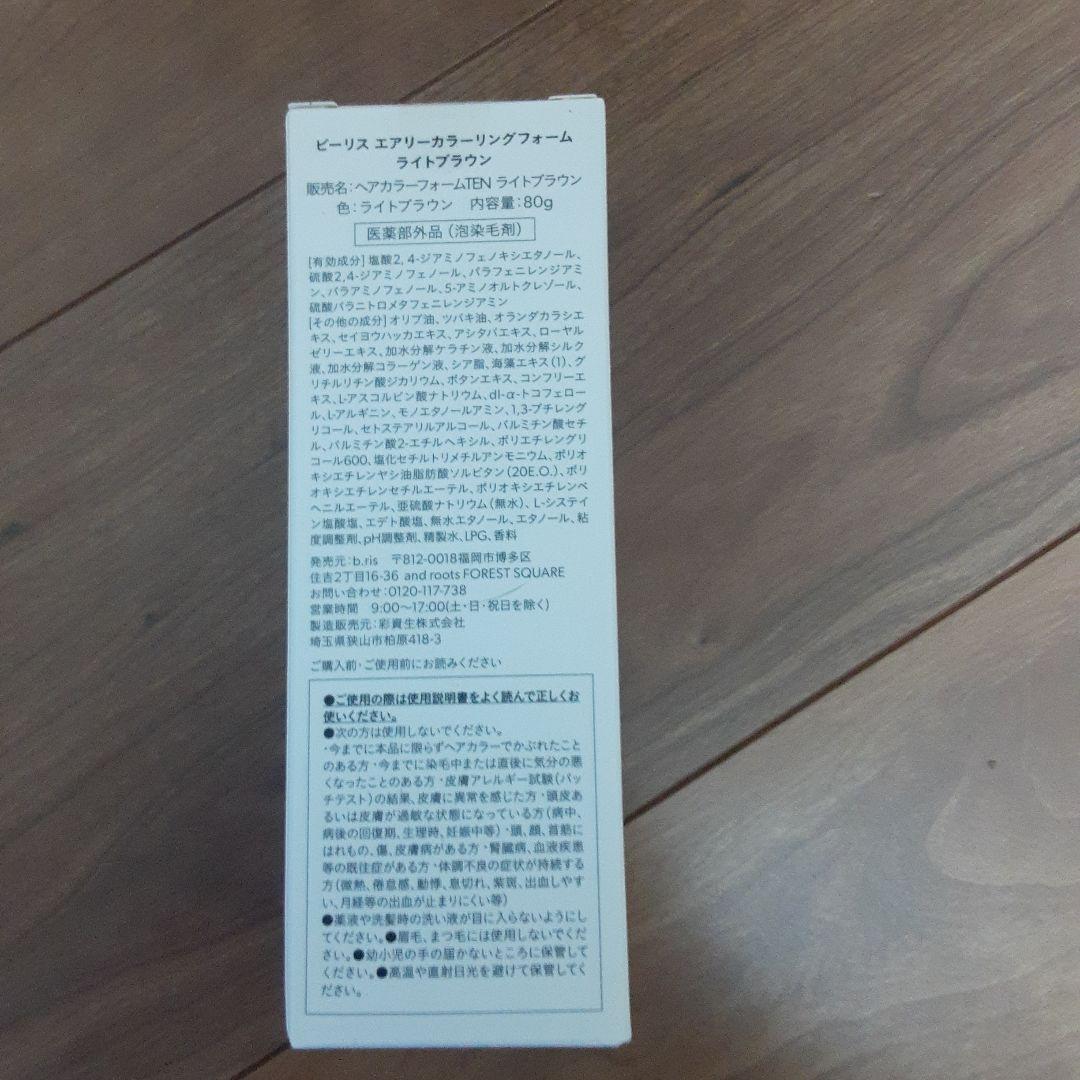 ビーリス エアリーカラーリングフォーム
ライトブラウン
販売名：ヘアカラーフォームTEN ライトブラウン
色：ライトブラウン　内容量：80g
医薬部外品（泡染毛剤）
[有効成分] 塩酸2, 4-ジアミノフェノキシエタノール、
硫酸2,4-ジアミノフェノール、パラフェニレンジアミ
ン、パラアミノフェノール、5-アミノオルトクレゾール、
硫酸パラニトロメタフェニレンジアミン
[その他の成分] オリブ油、ツバキ油、オランダカラシエ
キス、セイヨウハッカエキス、アシタバエキス、ローヤル
ゼリーエキス、加水分解ケラチン液、加水分解シルク
液、加水分解コラーゲン液、シア脂、海藻エキス（1）、グ
リチルリチン酸ジカリウム、ボタンエキス、コンフリーエ
キス、L-アスコルビン酸ナトリウム、dl-α-トコフェロー
ル、L-アルギニン、モノエタノールアミン、1,3-ブチレング
リコール、セトステアリルアルコール、パルミチン酸セチ
ル、パルミチン酸2-エチルヘキシル、ポリエチレングリ
コール600、塩化セチルトリメチルアンモニウム、ポリオ
キシエチレンヤシ油脂肪酸ソルビタン（20E.O.）、ポリ
オキシエチレンセチルエーテル、ポリオキシエチレンベ
ヘニルエーテル、亜硫酸ナトリウム（無水）、L-システイ
ン塩酸塩、エデト酸塩、無水エタノール、エタノール、粘
度調整剤、pH調整剤、精製水、LPG、香料
発売元：b.ris　〒812-0018福岡市博多区
住吉2丁目16-36 and roots FOREST SQUARE
お問い合わせ：0120-117-738
営業時間　9:00〜17:00(土・日・祝日を除く)
製造販売元：彩資生株式会社
埼玉県狭山市柏原418-3
ご購入前・ご使用前にお読みください
●ご使用の際は使用説明書をよく読んで正しくお
使いください。
●次の方は使用しないでください。
・今までに本品に限らずヘアカラーでかぶれたこと
のある方・今までに染毛中または直後に気分の悪
くなったことのある方・皮膚アレルギー試験（パッ
チテスト）の結果、皮膚に異常を感じた方・頭皮あ
るいは皮膚が過敏な状態になっている方（病中、
病後の回復期、生理時、妊娠中等）・頭、顔、首筋に
はれもの、傷、皮膚病がある方・腎臓病、血液疾患
等の既往症がある方・体調不良の症状が持続する
方（微熱、倦怠感、動悸、息切れ、紫斑、出血しやす
い、月経等の出血が止まりにくい等）
●薬液や洗髪時の洗い液が目に入らないようにし
てください。●眉毛、まつ毛には使用しないでくだ
さい。●幼小児の手の届かないところに保管して
ください。●高温や直射日光を避けて保管してく
ださい。